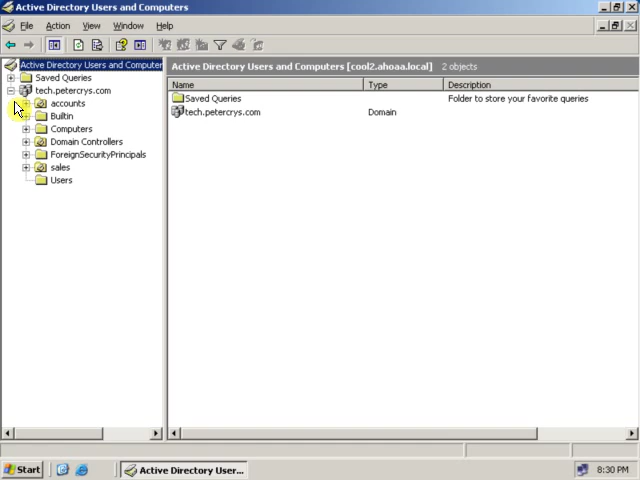 Active Directory Users and Computers
File Action View Window Help
Active Directory Users and Computer
Saved Queries
tech.petercrys.com
accounts
Builtin
Computers
Domain Controllers
ForeignSecurityPrincipals
sales
Users
Active Directory Users and Computers [cool2.ahoaa.local] 2 objects
Name Type Description
Saved Queries Folder to store your favorite queries
tech.petercrys.com Domain
Start Active Directory User... 8:30 PM